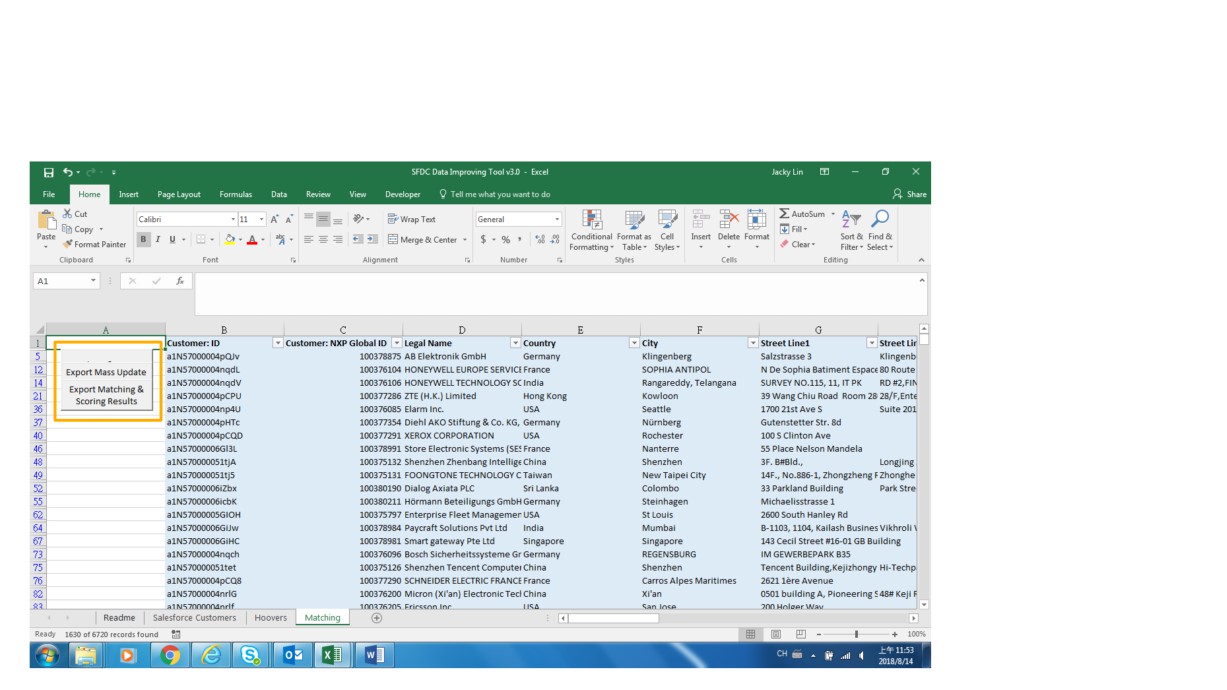 SFDC Data Improving Tool v3.0 - Excel
Jacky Lin
File Home Insert Page Layout Formulas Data Review View Developer Tell me what you want to do Share
Cut
Copy
Format Painter
Paste
Clipboard
Calibri 11
B I U
Font
Wrap Text
Merge & Center
Alignment
General
$ % ,
Number
Conditional Formatting
Format as Table
Cell Styles
Styles
Insert Delete Format
Cells
AutoSum
Fill
Clear
Sort & Filter
Find & Select
Editing
A1
fx
A B C D E F G
1 Customer: ID Customer: NXP Global ID Legal Name Country City Street Line1 Street Lin
5 a1N57000004pQJv 100378875 AB Elektronik GmbH Germany Klingenberg Salzstrasse 3 Klingenb
12 a1N57000004nqdL 100376104 HONEYWELL EUROPE SERVICE France SOPHIA ANTIPOL N De Sophia Batiment Espace 80 Route
14 a1N57000004nqdV 100376106 HONEYWELL TECHNOLOGY SC India Rangareddy, Telangana SURVEY NO.115, 11, IT PK RD #2,FIN
21 a1N57000004pCPU 100377286 ZTE (H.K.) Limited Hong Kong Kowloon 39 Wang Chiu Road Room 28 28/F,Ente
36 a1N57000004np4U 100376085 Elarm Inc. USA Seattle 1700 21st Ave S Suite 201
37 a1N57000004pHTc 100377354 Diehl AKO Stiftung & Co. KG, Germany Nürnberg Gutenstetter Str. 8d
40 a1N57000004pCQD 100377291 XEROX CORPORATION USA Rochester 100 S Clinton Ave
46 a1N57000006Gl3L 100378991 Store Electronic Systems (SES France Nanterre 55 Place Nelson Mandela
48 a1N57000051tjA 100375132 Shenzhen Zhenbang Intellige China Shenzhen 3F. B#Bld., Longjing
49 a1N57000051tj5 100375131 FOONGTONE TECHNOLOGY C Taiwan New Taipei City 14F., No.886-1, Zhongzheng F Zhonghe
52 a1N57000006iZbx 100380190 Dialog Axiata PLC Sri Lanka Colombo 33 Parkland Building Park Stre
55 a1N57000006icbK 100380211 Hörmann Beteiligungs GmbH Germany Steinhagen Michaelisstrasse 1
62 a1N57000005GIOH 100375797 Enterprise Fleet Managemer USA St Louis 2600 South Hanley Rd
64 a1N57000006GiJw 100378984 Paycraft Solutions Pvt Ltd India Mumbai B-1103, 1104, Kailash Busines Vikhroli
67 a1N57000006GiHC 100378981 Smart gateway Pte Ltd Singapore Singapore 143 Cecil Street #16-01 GB Building
73 a1N57000004nqch 100376096 Bosch Sicherheitssysteme Gr Germany REGENSBURG IM GEWERBEPARK B35
75 a1N57000051tet 100375126 Shenzhen Tencent Computer China Shenzhen Tencent Building,Kejizhongy Hi-Techp
76 a1N57000004pCQ8 100377290 SCHNEIDER ELECTRIC FRANCE France Carros Alpes Maritimes 2621 1ère Avenue
82 a1N57000004nrlG 100376200 Micron (Xi'an) Electronic Tecl China Xi'an 0501 building A, Pioneering S 48# Keji F
83 a1N57000004nrlf 100376205 Ericsson Inc. USA San Jose 200 Holger Way
Export Mass Update
Export Matching &
Scoring Results
Readme Salesforce Customers Hoovers Matching
Ready 1630 of 6720 records found 100%
CH 上午 11:53
2018/8/14